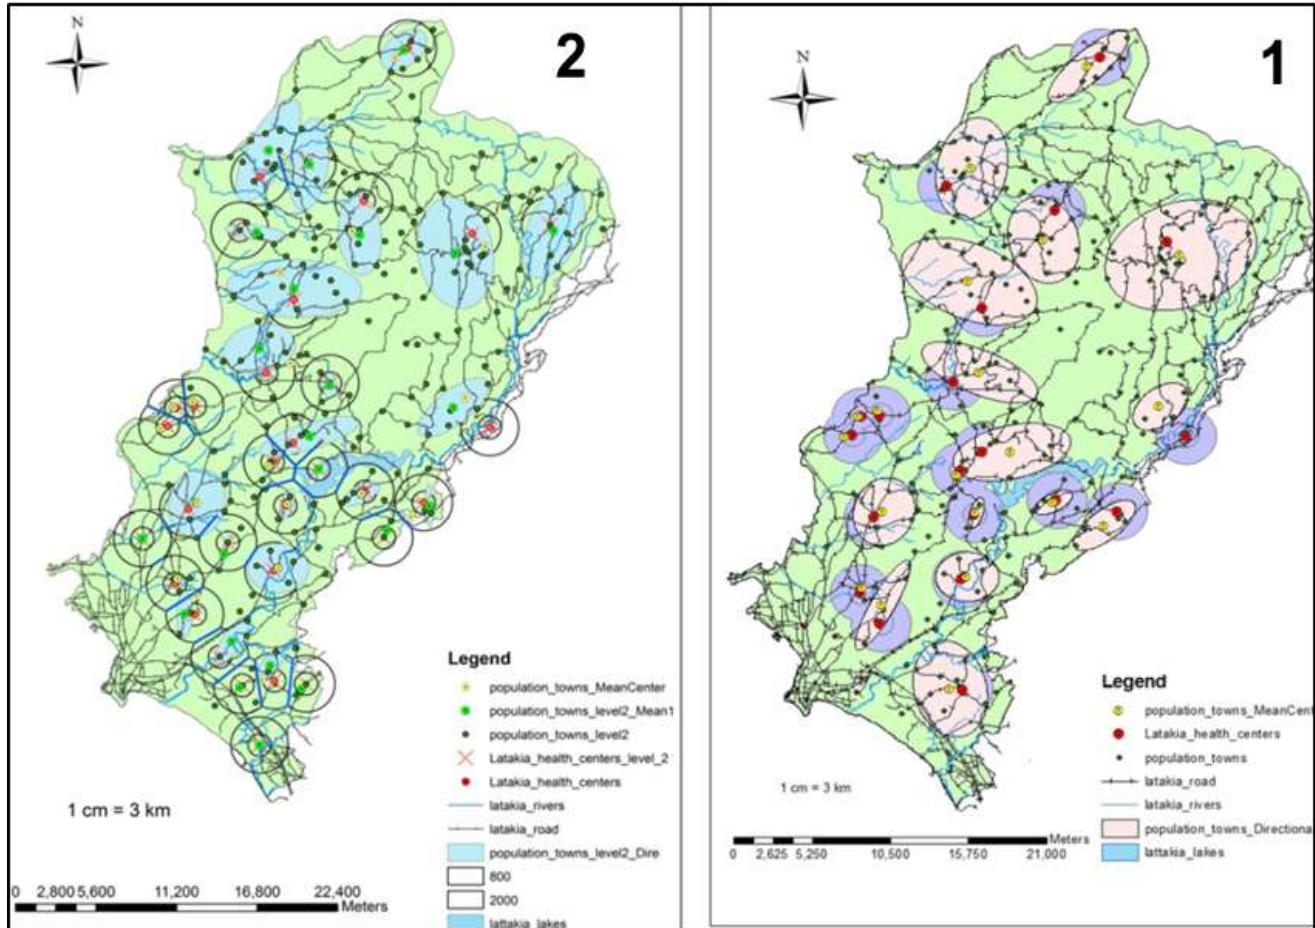 N
2
Legend
population_towns_MeanCenter
population_towns_level2_Mean1
population_towns_level2
Latakia_health_centers_level_2
Latakia_health_centers
latakia_rivers
latakia_road
population_towns_level2_Dire
800
2000
lattakia_lakes
1 cm = 3 km
0 2,800 5,600 11,200 16,800 22,400
Meters
N
1
Legend
population_towns_MeanCent
Latakia_health_centers
population_towns
latakia_road
latakia_rivers
population_towns_Directiona
lattakia_lakes
1 cm = 3 km
Meters
0 2,625 5,250 10,500 15,750 21,000